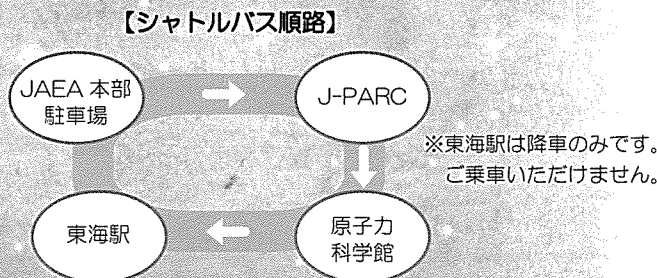 【シャトルバス順路】
JAEA 本部
駐車場
J-PARC
※東海駅は降車のみです。
ご乗車いただけません。
東海駅
原子力
科学館